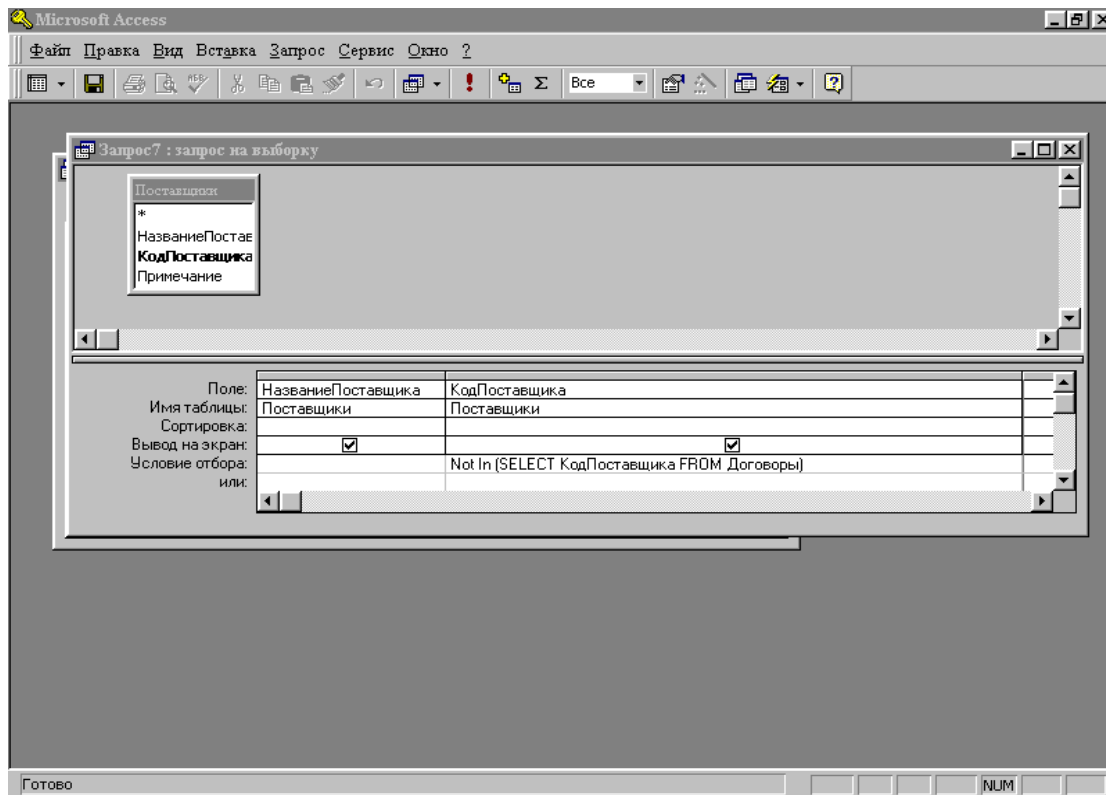 Microsoft Access
Файл Правка Вид Вставка Запрос Сервис Окно ?
Все
Запрос7 : запрос на выборку
Поставщики
*
НазваниеПостав
КодПоставщика
Примечание
Поле: НазваниеПоставщика КодПоставщика
Имя таблицы: Поставщики Поставщики
Сортировка:
Вывод на экран:
Условие отбора: Not In (SELECT КодПоставщика FROM Договоры)
или:
Готово NUM